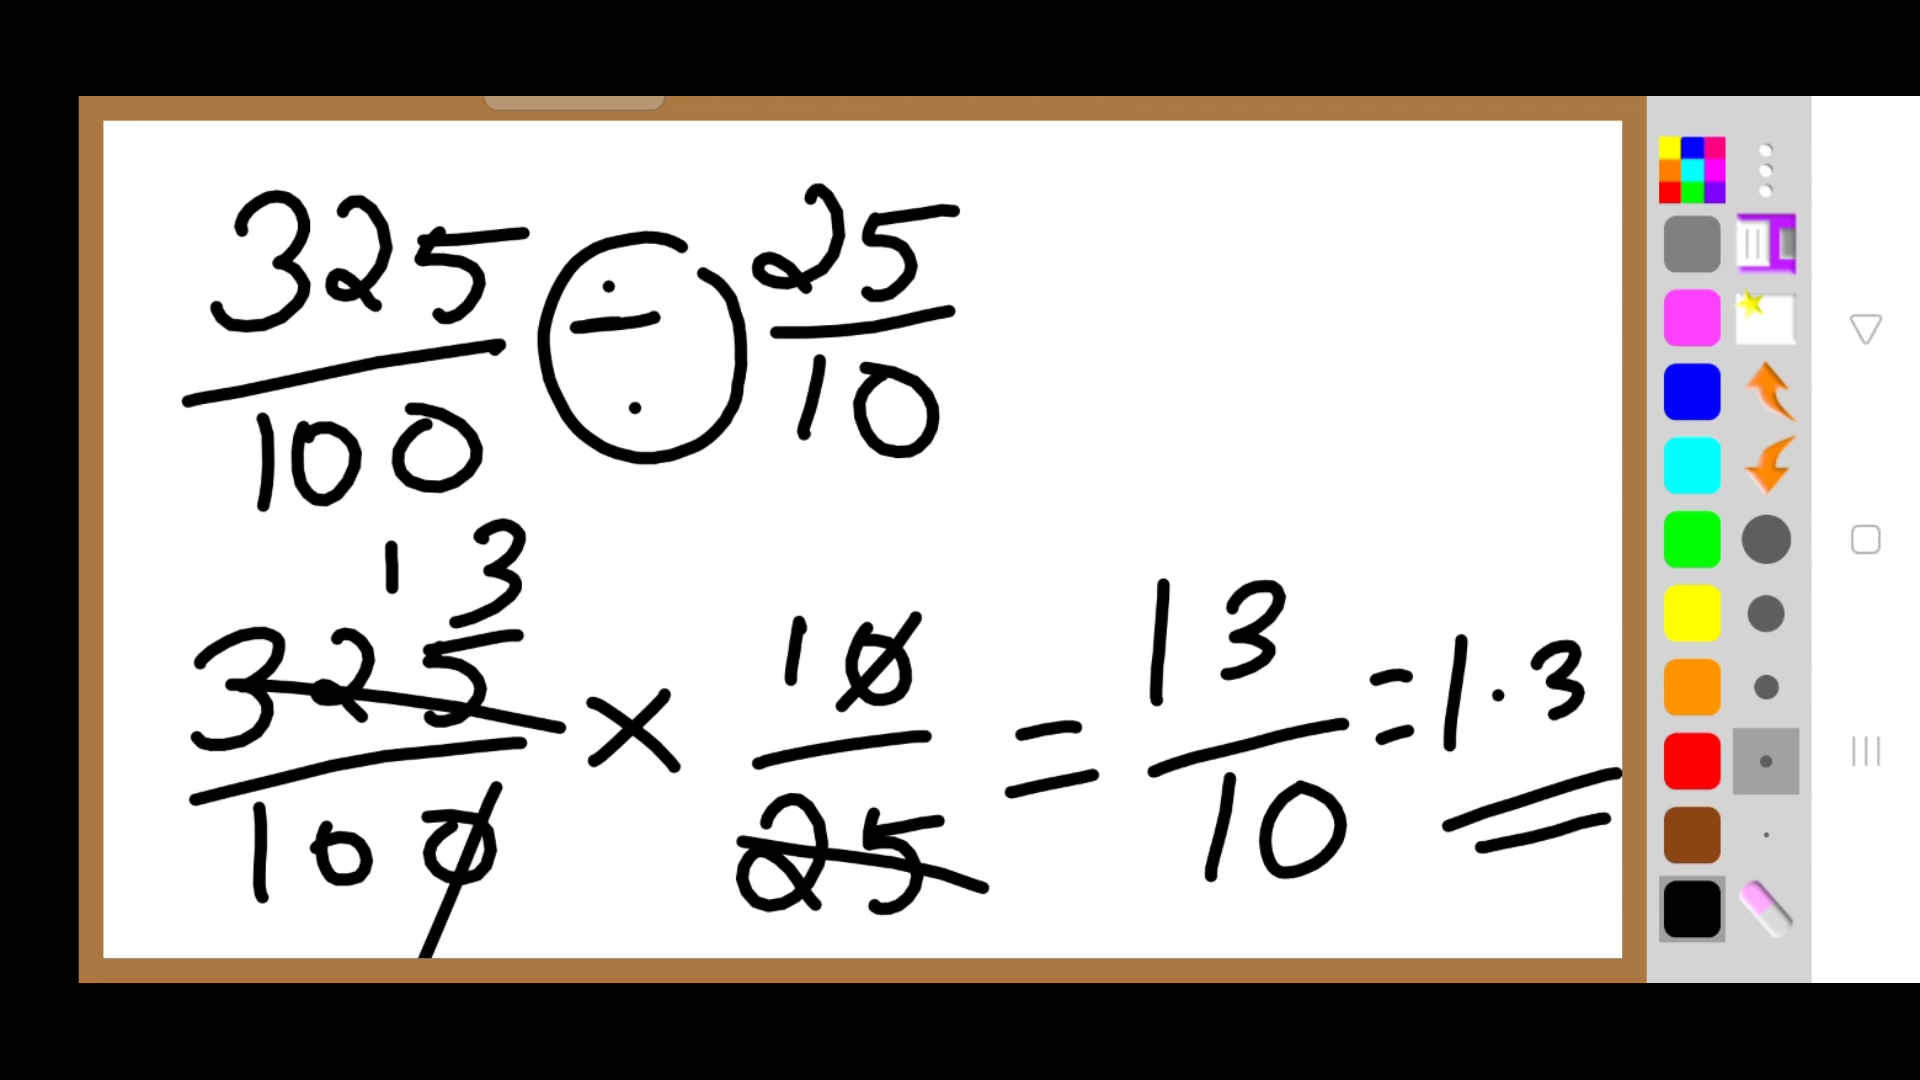 325/100 ÷ 25/10
13
325/100 × 10/25 = 13/10 = 1.3